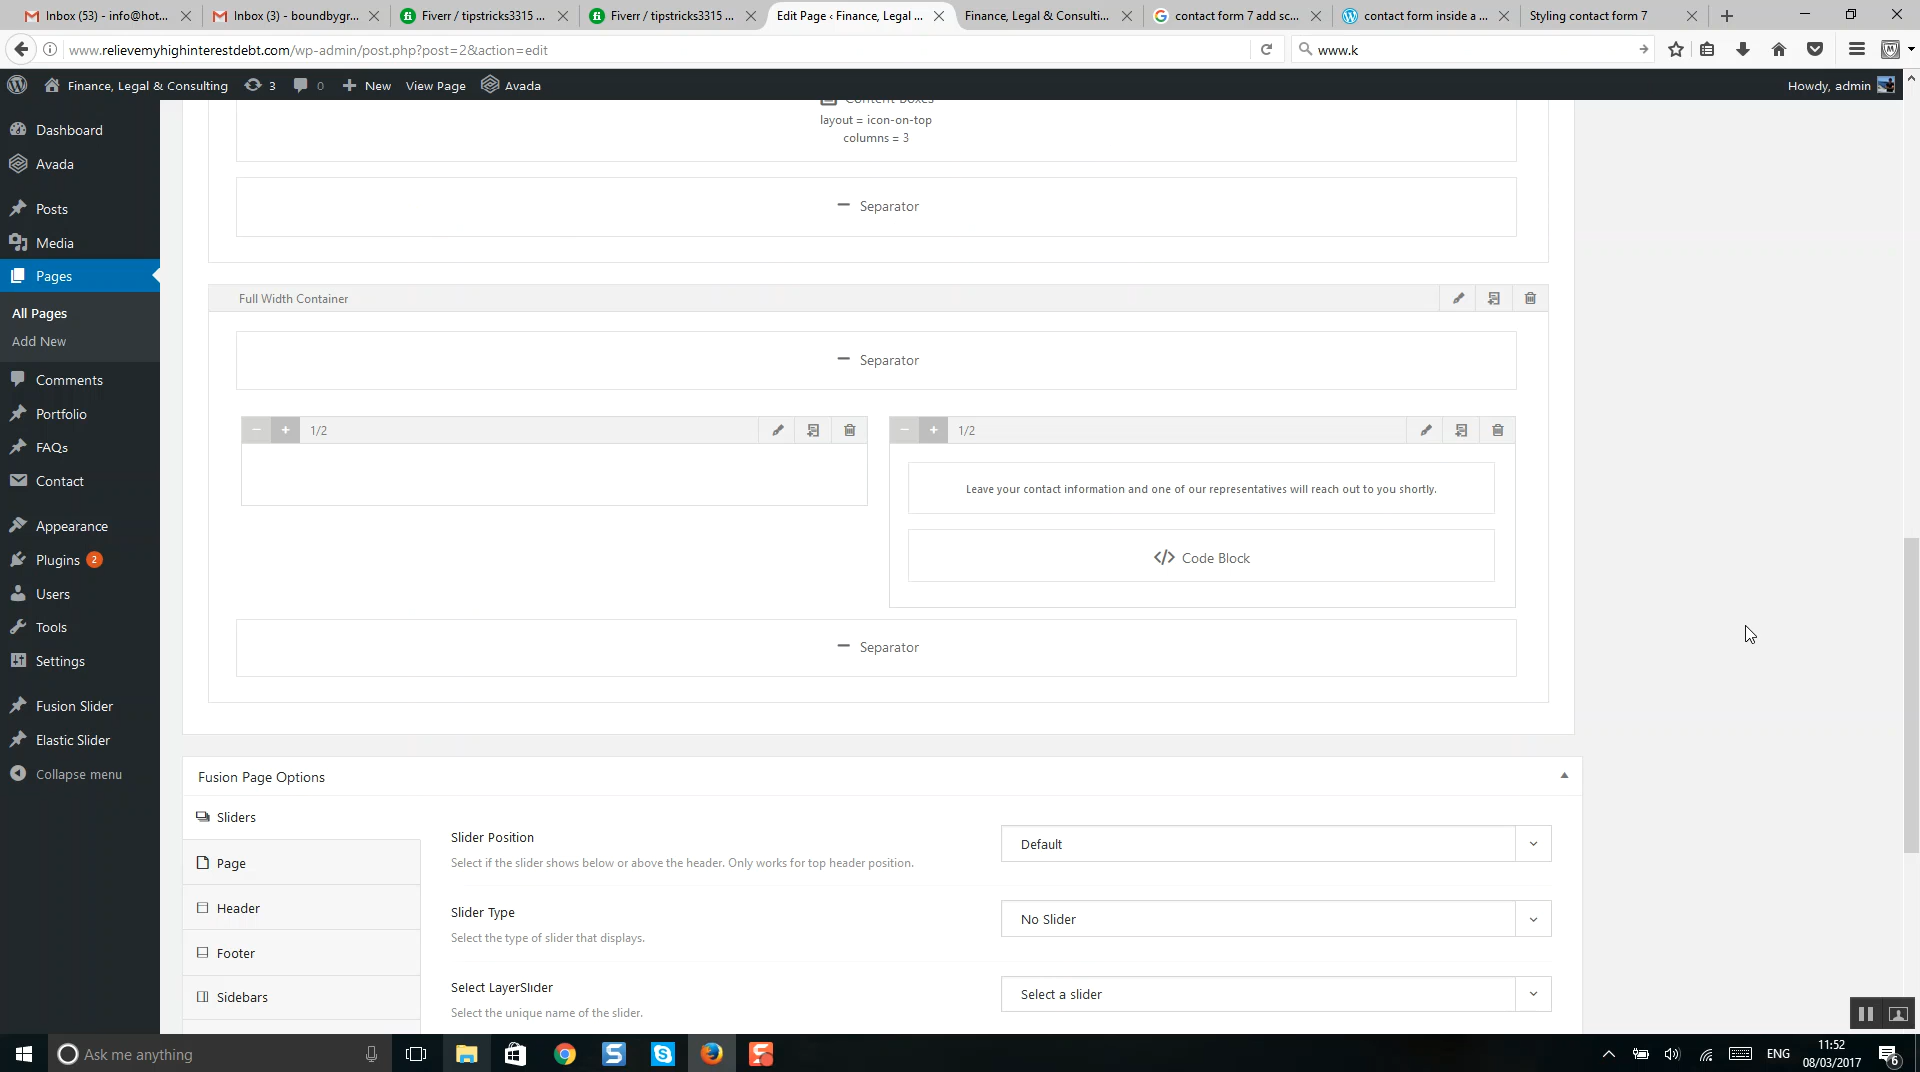 Inbox (53) - info@hot...
Inbox (3) - boundbygr...
Fiverr / tipstricks3315 ...
Fiverr / tipstricks3315 ...
Edit Page ‹ Finance, Legal ...
Finance, Legal & Consulti...
contact form 7 add sc...
contact form inside a ...
Styling contact form 7
www.relievemyhighinterestdebt.com/wp-admin/post.php?post=2&action=edit
www.k
Finance, Legal & Consulting
3
0
New
View Page
Avada
Howdy, admin
Dashboard
Avada
Posts
Media
Pages
All Pages
Add New
Comments
Portfolio
FAQs
Contact
Appearance
Plugins 2
Users
Tools
Settings
Fusion Slider
Elastic Slider
Collapse menu
Content Boxes
layout = icon-on-top
columns = 3
Separator
Full Width Container
Separator
1/2
1/2
Leave your contact information and one of our representatives will reach out to you shortly.
Code Block
Separator
Fusion Page Options
Sliders
Page
Header
Footer
Sidebars
Slider Position
Select if the slider shows below or above the header. Only works for top header position.
Default
Slider Type
Select the type of slider that displays.
No Slider
Select LayerSlider
Select the unique name of the slider.
Select a slider
Ask me anything
ENG
11:52
08/03/2017
6